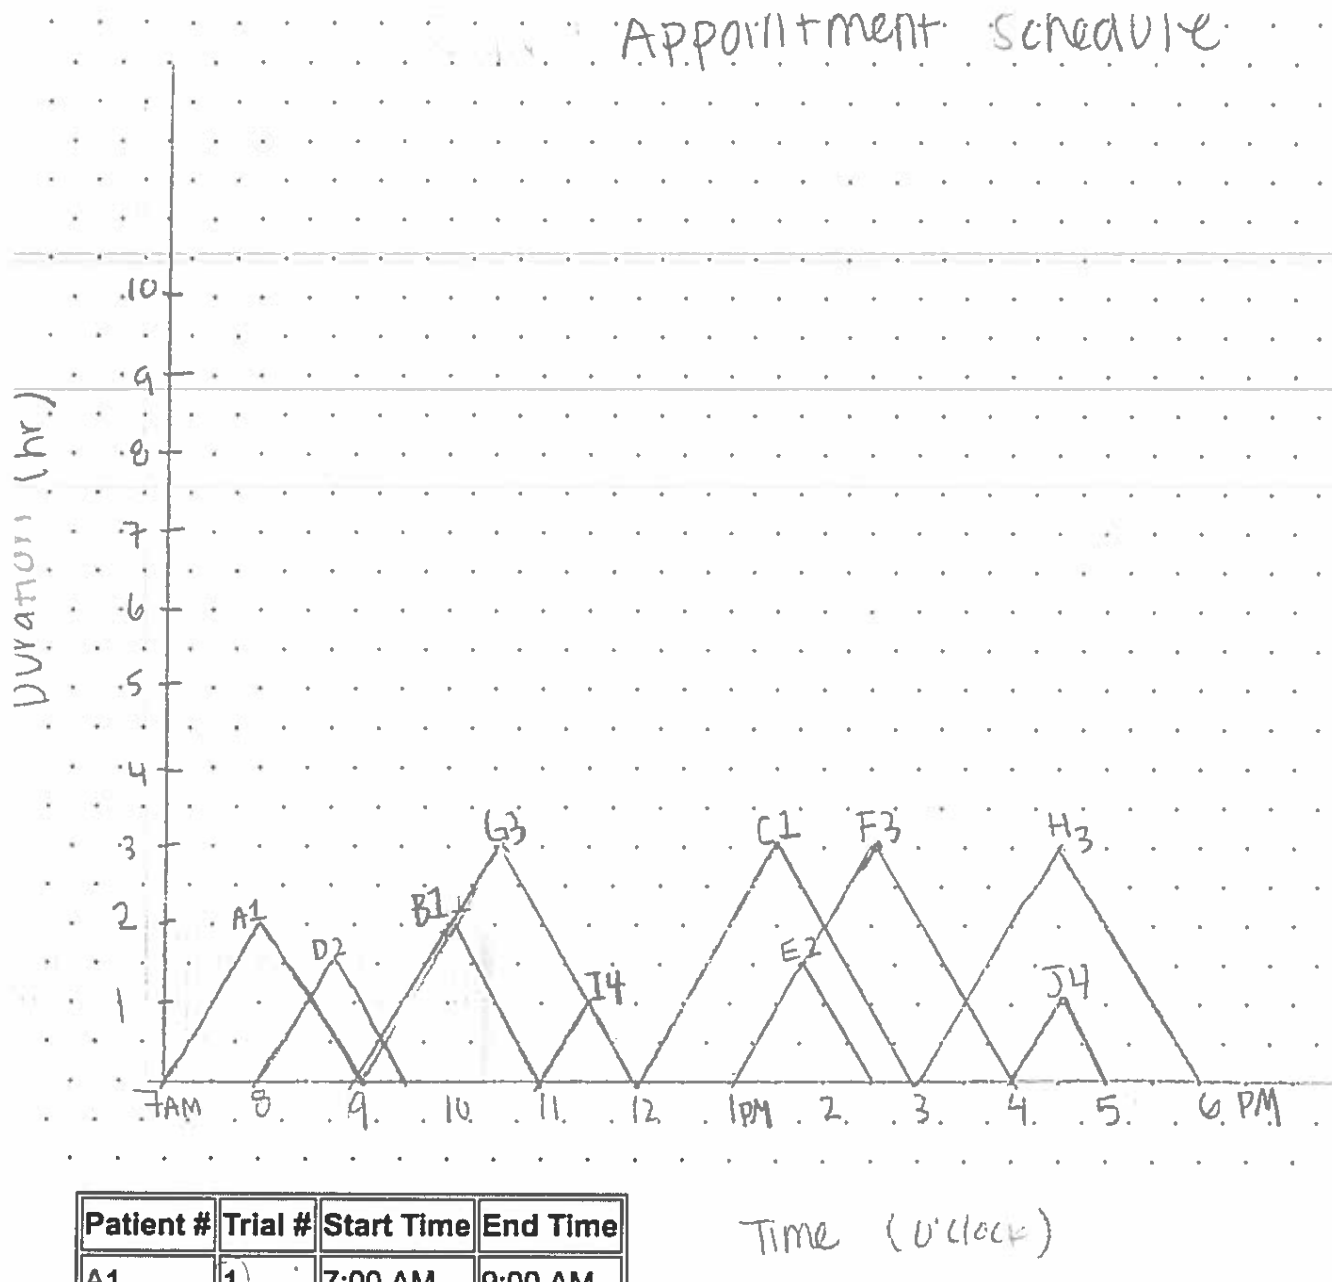 Appointment Schedule
Duration (hr)
10
9
8
7
6
5
4
3
2
1
G3
C1
F3
H3
A1
B1
D2
E2
I4
J4
7AM 8 9 10 11 12 1PM 2 3 4 5 6 PM
Time (o'clock)
Patient # Trial # Start Time End Time
A1 1 7:00 AM 9:00 AM